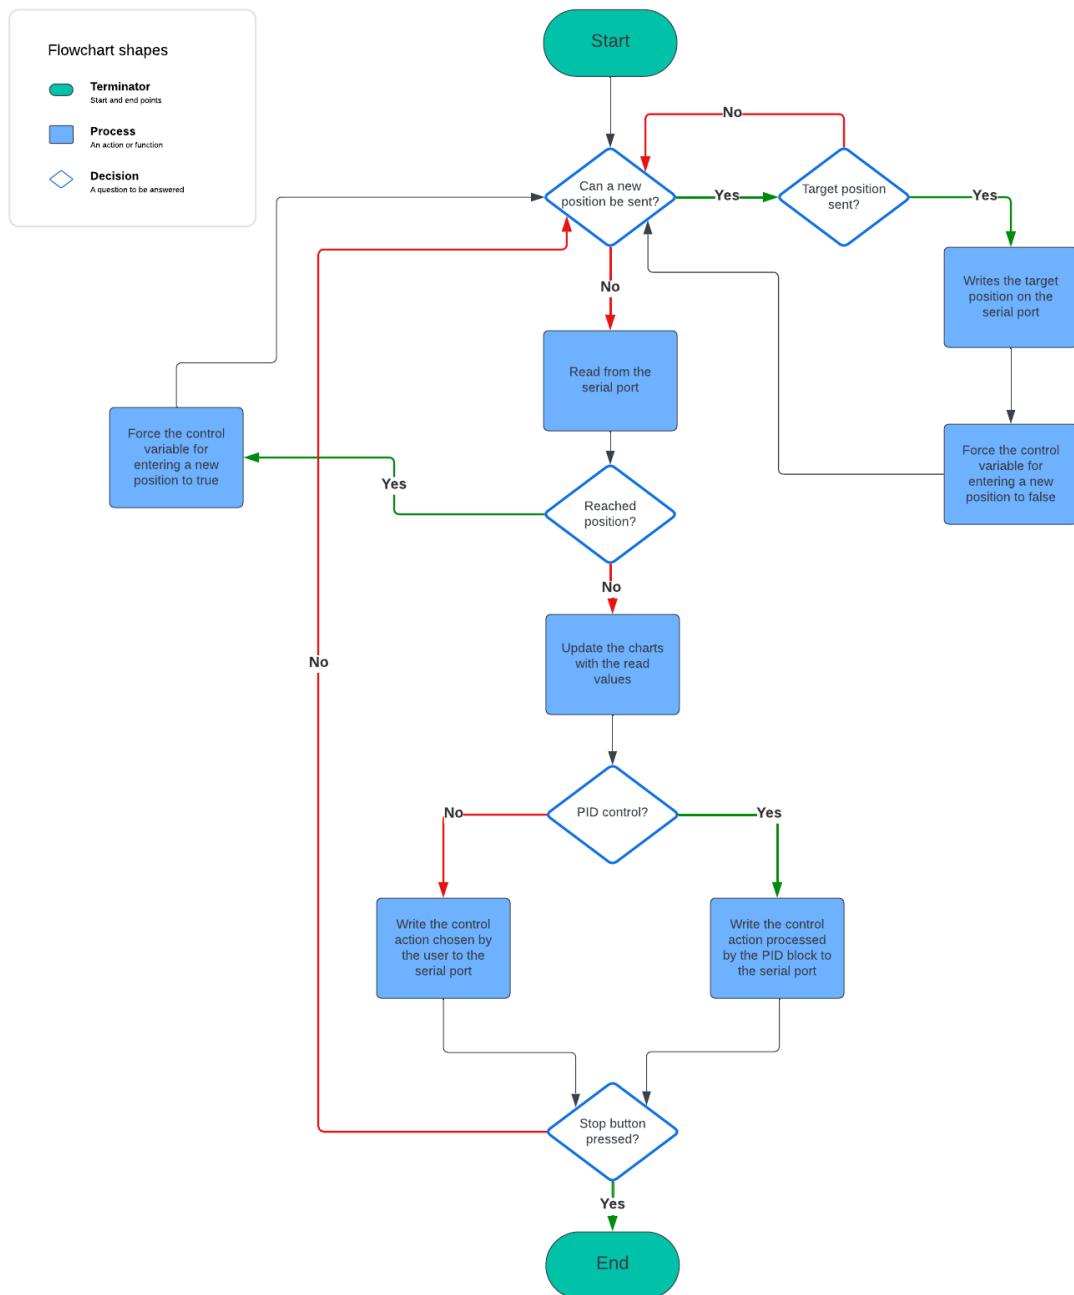 Flowchart shapes
Terminator
Start and end points
Process
An action or function
Decision
A question to be answered
Start
No
Can a new
position be sent?
Yes
Target position
sent?
Yes
No
Writes the target
position on the
serial port
Read from the
serial port
Force the control
variable for
entering a new
position to true
Yes
Reached
position?
Force the control
variable for
entering a new
position to false
No
Update the charts
with the read
values
No
No
PID control?
Yes
Write the control
action chosen by
the user to the
serial port
Write the control
action processed
by the PID block to
the serial port
Stop button
pressed?
Yes
End